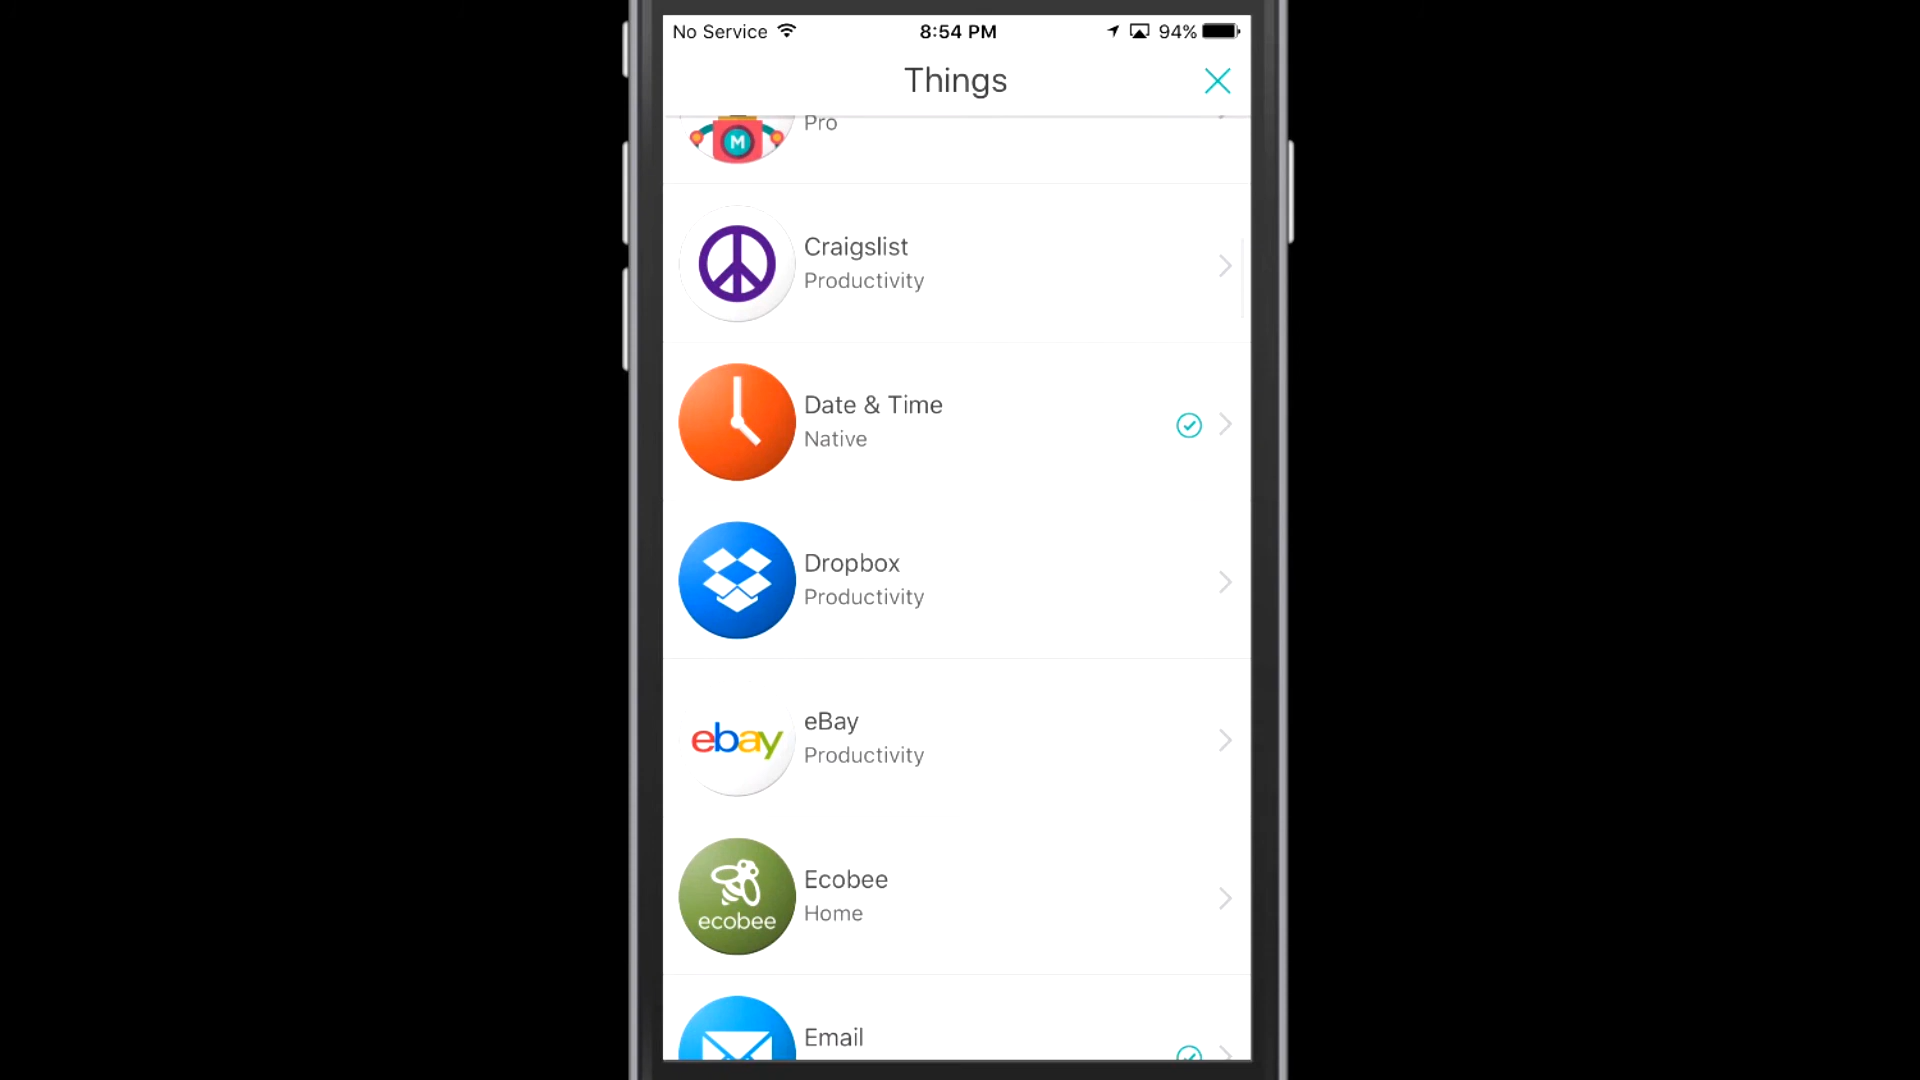 No Service 8:54 PM 94%
Things
Pro
M
Craigslist
Productivity
Date & Time
Native
Dropbox
Productivity
ebay
eBay
Productivity
ecobee
Ecobee
Home
Email